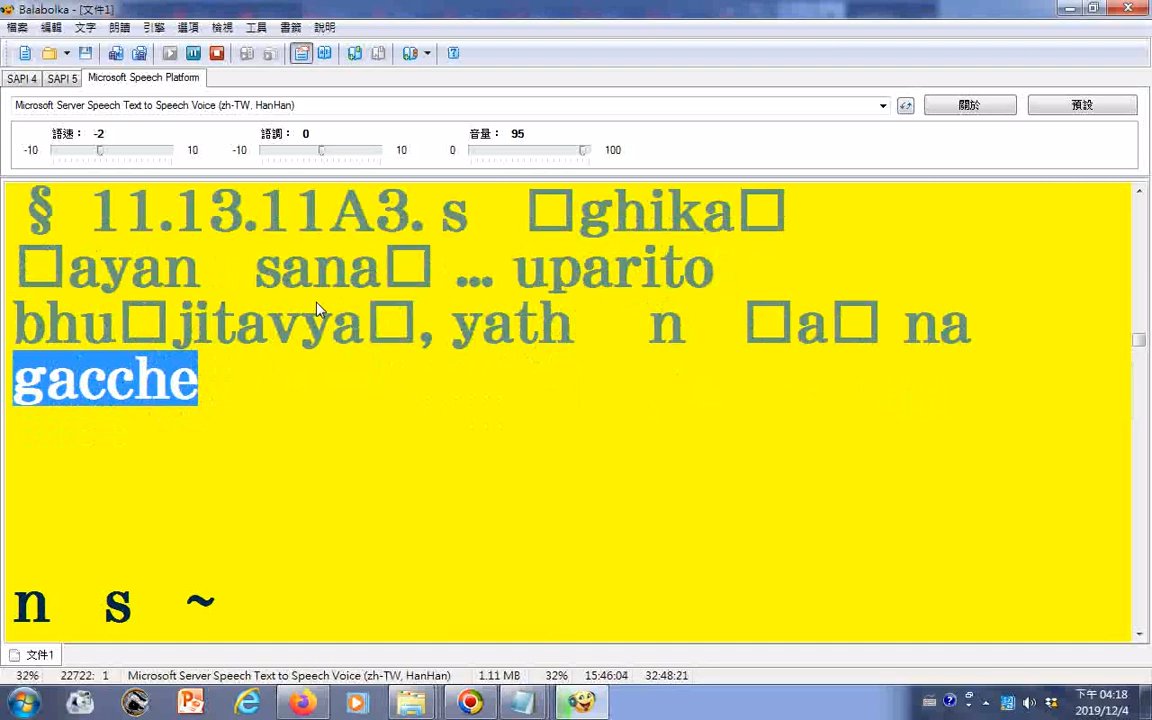 Balabolka - [文件1]
檔案 編輯 文字 朗讀 引擎 選項 檢視 工具 書籤 說明
SAPI 4 SAPI 5 Microsoft Speech Platform
Microsoft Server Speech Text to Speech Voice (zh-TW, HanHan) 關於 預設
語速： -2 語調： 0 音量： 95
-10 10 -10 10 0 100
§ 11.13.11A3. s □ghika□
□ayan sana□ ... uparito
bhu□jitavya□, yath n □a□ na
gacche
n s ~
文件1
32% 22722: 1 Microsoft Server Speech Text to Speech Voice (zh-TW, HanHan) 1.11 MB 32% 15:46:04 32:48:21
下午 04:18
2019/12/4